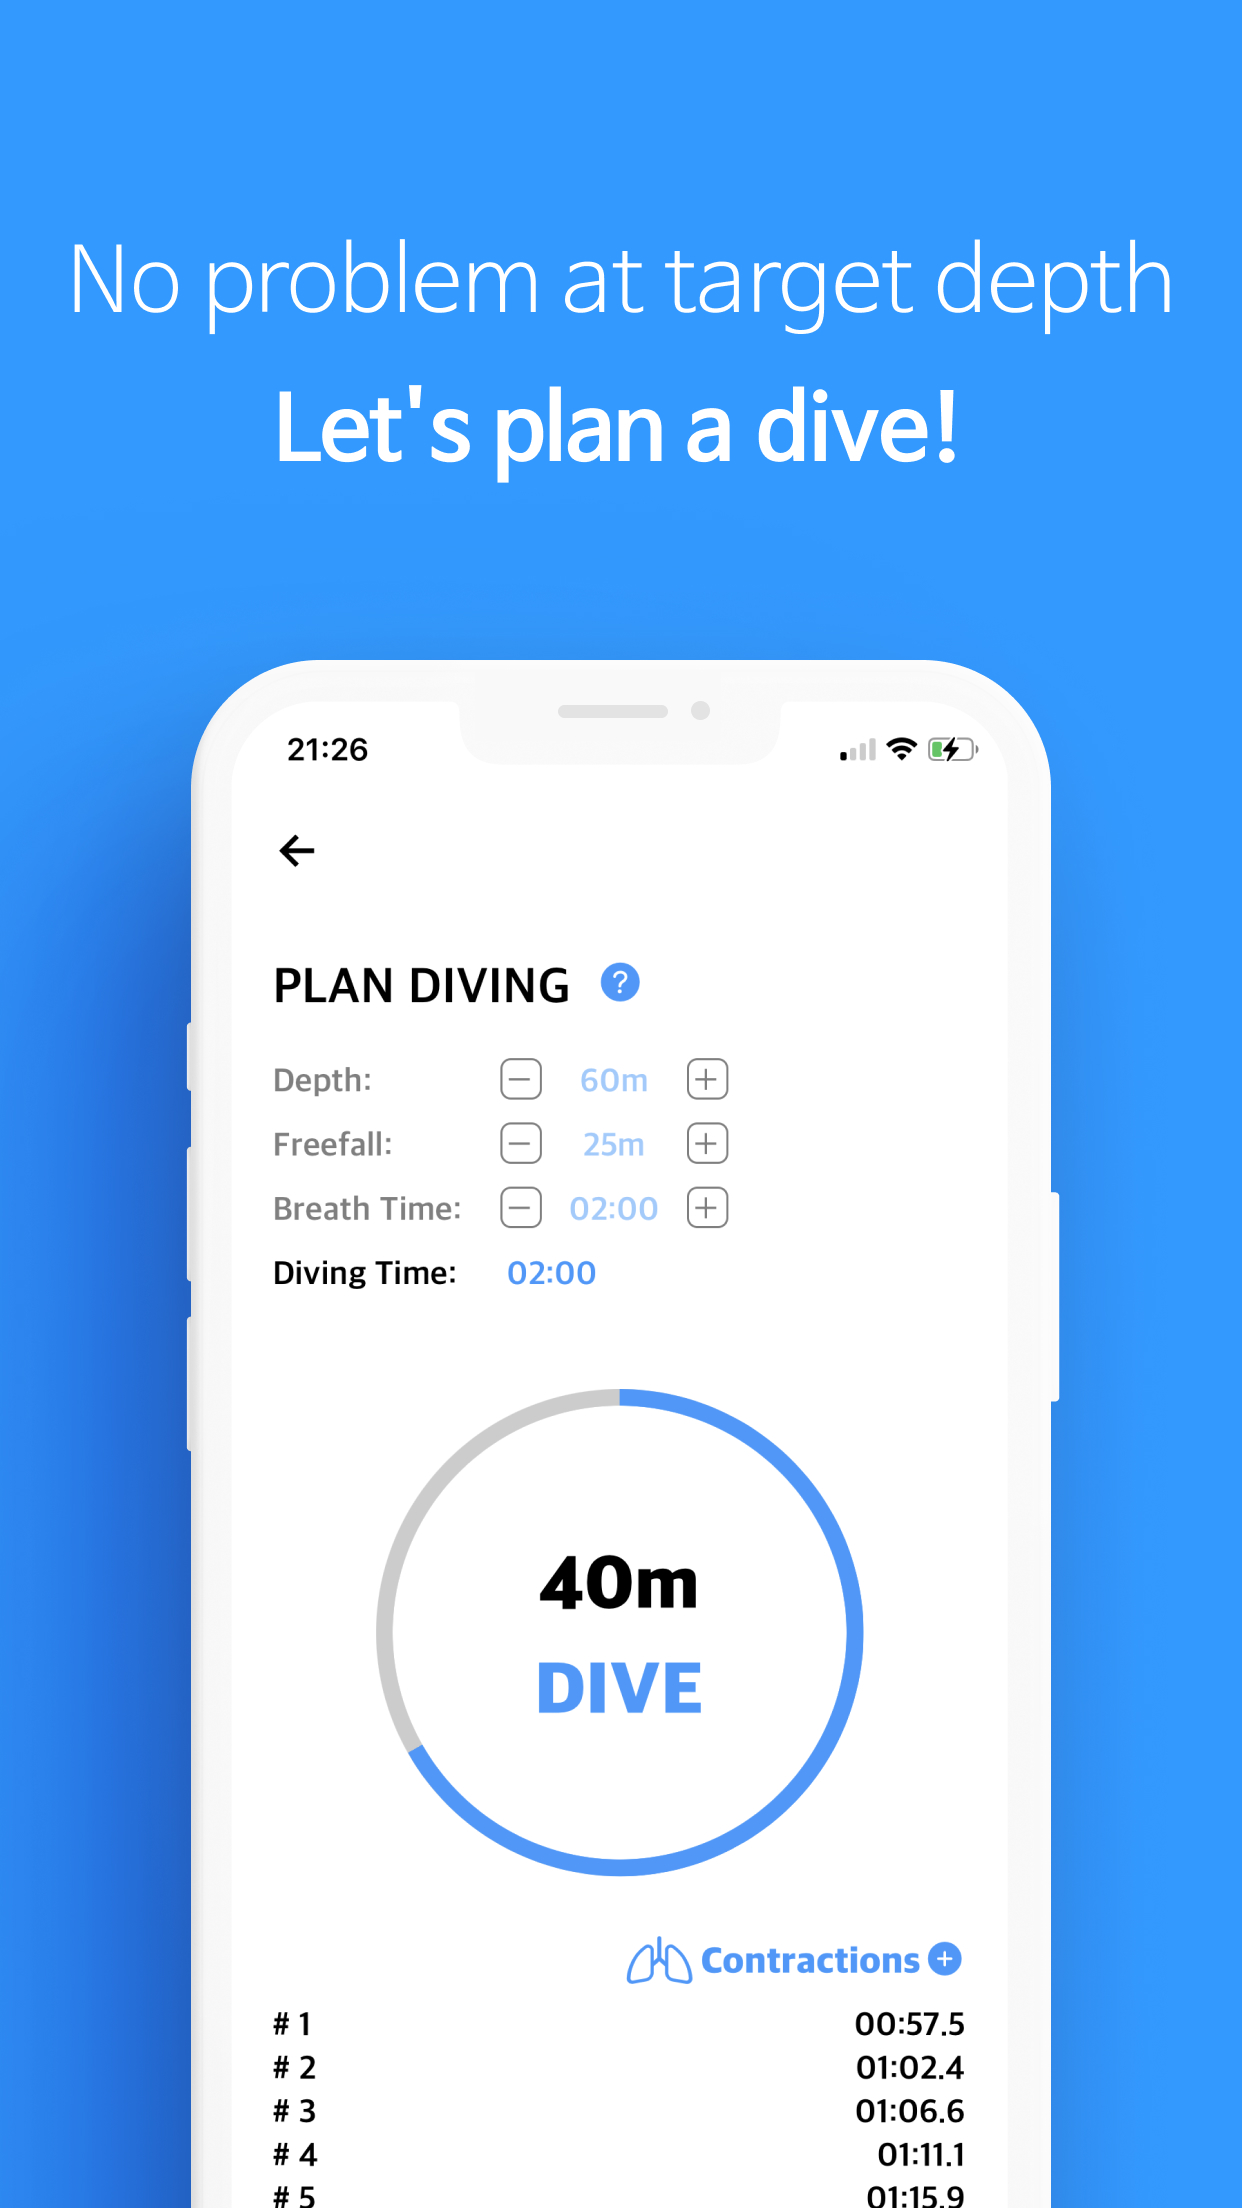 No problem at target depth
Let's plan a dive!
21:26
PLAN DIVING ?
Depth: 60m
Freefall: 25m
Breath Time: 02:00
Diving Time: 02:00
40m
DIVE
Contractions
# 1 00:57.5
# 2 01:02.4
# 3 01:06.6
# 4 01:11.1
# 5 01:15.9